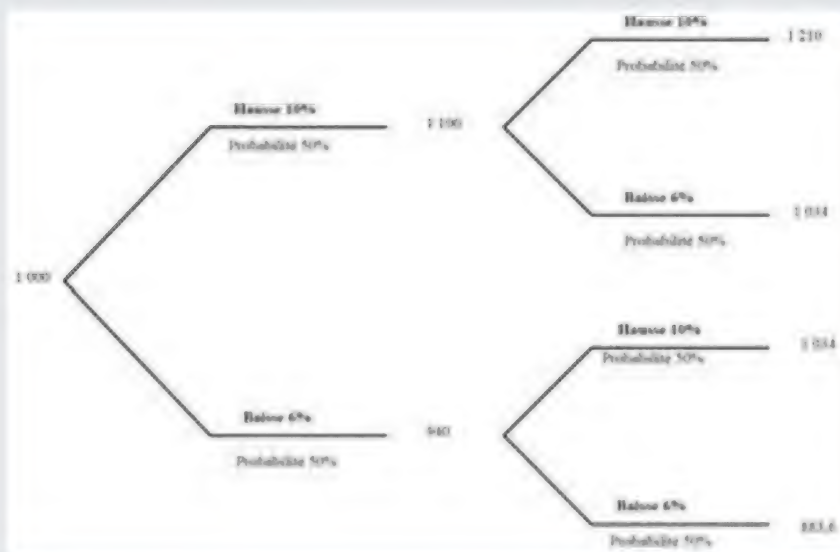 Hausse 10%
1 210
Probabilité 50%
Hausse 10%
1 100
Probabilité 50%
Baisse 6%
1 034
Probabilité 50%
1 000
Hausse 10%
1 034
Probabilité 50%
Baisse 6%
940
Probabilité 50%
Baisse 6%
883,6
Probabilité 50%